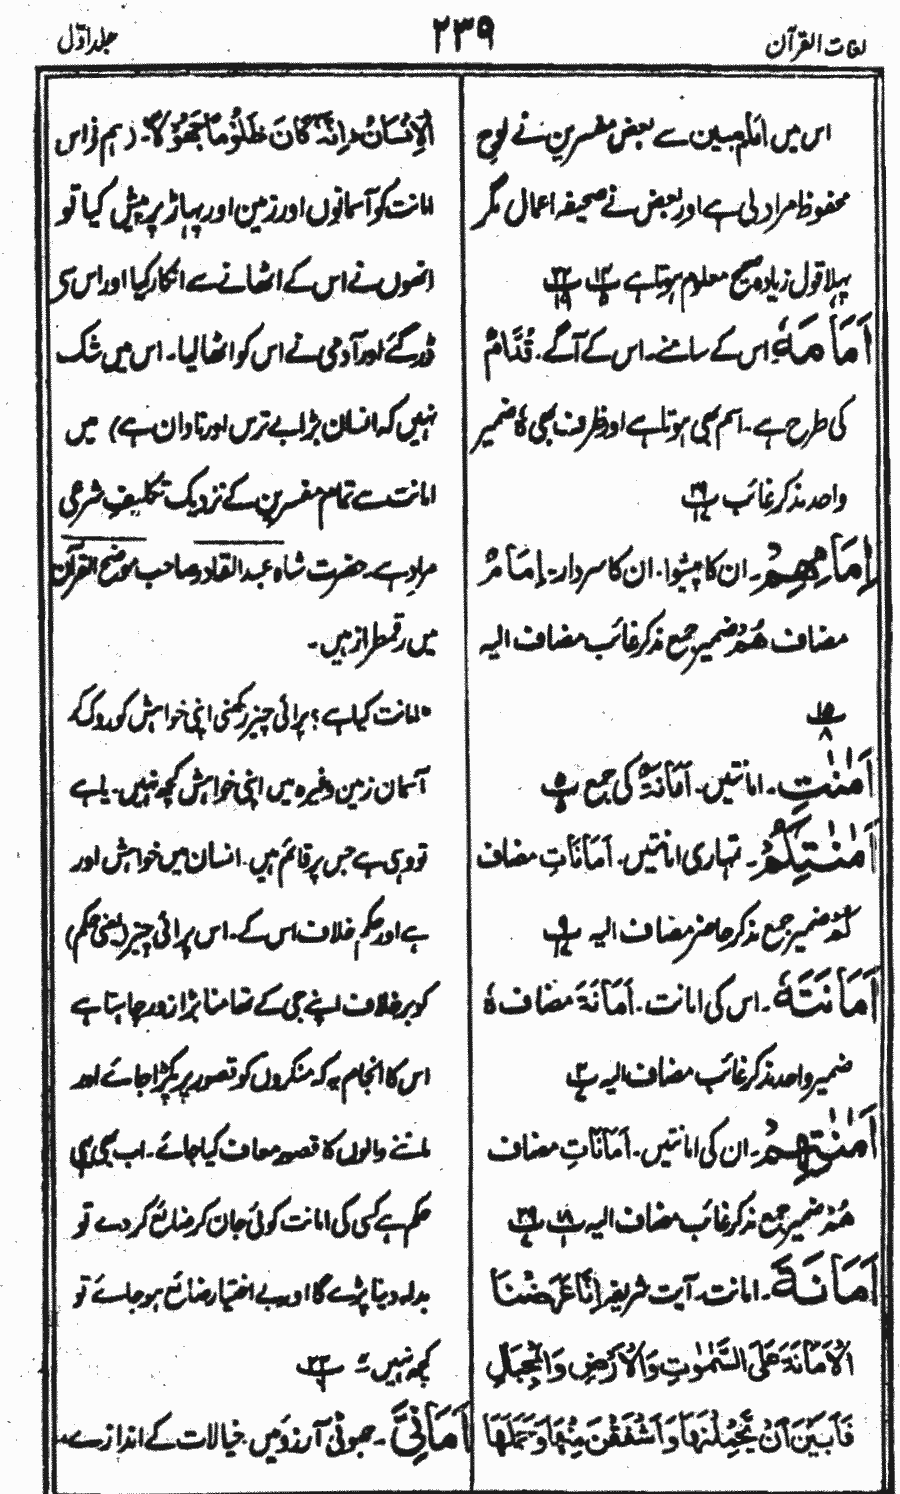 لغات القرآن
۲۳۹
جلد اوّل
اس میں امام مبین سے بعض مفسرین نے لوح
محفوظ مراد لی ہے اور بعض نے صحیفہ اعمال مگر
پہلا قول زیادہ صحیح معلوم ہوتا ہے
اَمَامَهٗ اس کے سامنے۔ اس کے آگے۔ قُدَّامُ
کی طرح ہے۔ اسم بھی ہوتا ہے اور ظرف بھی هٗ ضمیر
واحد مذکر غائب
اِمَامِهِمْ۔ ان کا پیشوا۔ ان کا سردار۔ اِمَامُ
مضاف هُمْ ضمیر جمع مذکر غائب مضاف الیہ
۱۵
۸
اَمٰنٰتِ۔ امانتیں۔ اَمَانَةٌ کی جمع
اَمٰنٰتِكُمْ۔ تمہاری امانتیں۔ اَمَانَاتِ مضاف
كُمْ ضمیر جمع مذکر حاضر مضاف الیہ
اَمَانَتَهٗ۔ اس کی امانت۔ اَمَانَةَ مضاف هٗ
ضمیر واحد مذکر غائب مضاف الیہ
اَمٰنٰتِهِمْ۔ ان کی امانتیں۔ اَمَانَاتِ مضاف
هُمْ ضمیر جمع مذکر غائب مضاف الیہ
اَمَانَةَ۔ امانت۔ آیت شریفہ اِنَّا عَرَضْنَا
الْاَمَانَةَ عَلَى السَّمٰوٰتِ وَالْاَرْضِ وَالْجِبَالِ
فَاَبَيْنَ اَنْ يَّحْمِلْنَهَا وَاَشْفَقْنَ مِنْهَا وَحَمَلَهَا
الْاِنْسَانُ اِنَّهٗ كَانَ ظَلُوْمًا جَهُوْلًا۔ (ہم نے اس
امانت کو آسمانوں اور زمین اور پہاڑ پر پیش کیا تو
انھوں نے اس کے اٹھانے سے انکار کیا اور اس سے
ڈر گئے اور آدمی نے اس کو اٹھا لیا۔ اس میں شک
نہیں کہ انسان بڑا بے ترس اور نادان ہے) میں
امانت سے تمام مفسرین کے نزدیک تکلیف شرعی
مراد ہے۔ حضرت شاہ عبدالقادر صاحب موضح القرآن
میں رقمطراز ہیں۔
"امانت کیا ہے؟ پرائی چیز رکھنی اپنی خواہش کو روک کر
آسمان زمین وغیرہ میں اپنی خواہش کچھ نہیں۔ یا ہے
تو وہی ہے جس پر قائم ہیں۔ انسان میں خواہش اور
ہے اور حکم خلاف اس کے۔ اس پرائی چیز (یعنی حکم)
کو برخلاف اپنے جی کے تھامنا بڑا زور چاہتا ہے
اس کا انجام یہ کہ منکروں کو قصور پر پکڑا جائے اور
ماننے والوں کا قصور معاف کیا جائے۔ اب بھی یہی
حکم ہے کسی کی امانت کوئی جان کر ضائع کر دے تو
بدلہ دینا پڑے گا اور بے اختیار ضائع ہو جائے تو
کچھ نہیں"
اَمَانِيَّ۔ جھوٹی آرزوئیں۔ خیالات کے اندازے